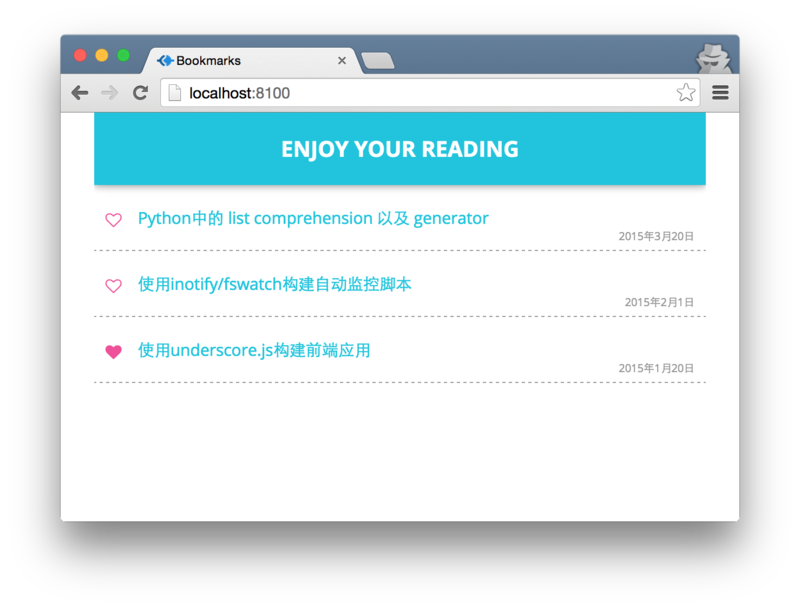 Bookmarks
localhost:8100
ENJOY YOUR READING
Python中的 list comprehension 以及 generator
2015年3月20日
使用inotify/fswatch构建自动监控脚本
2015年2月1日
使用underscore.js构建前端应用
2015年1月20日